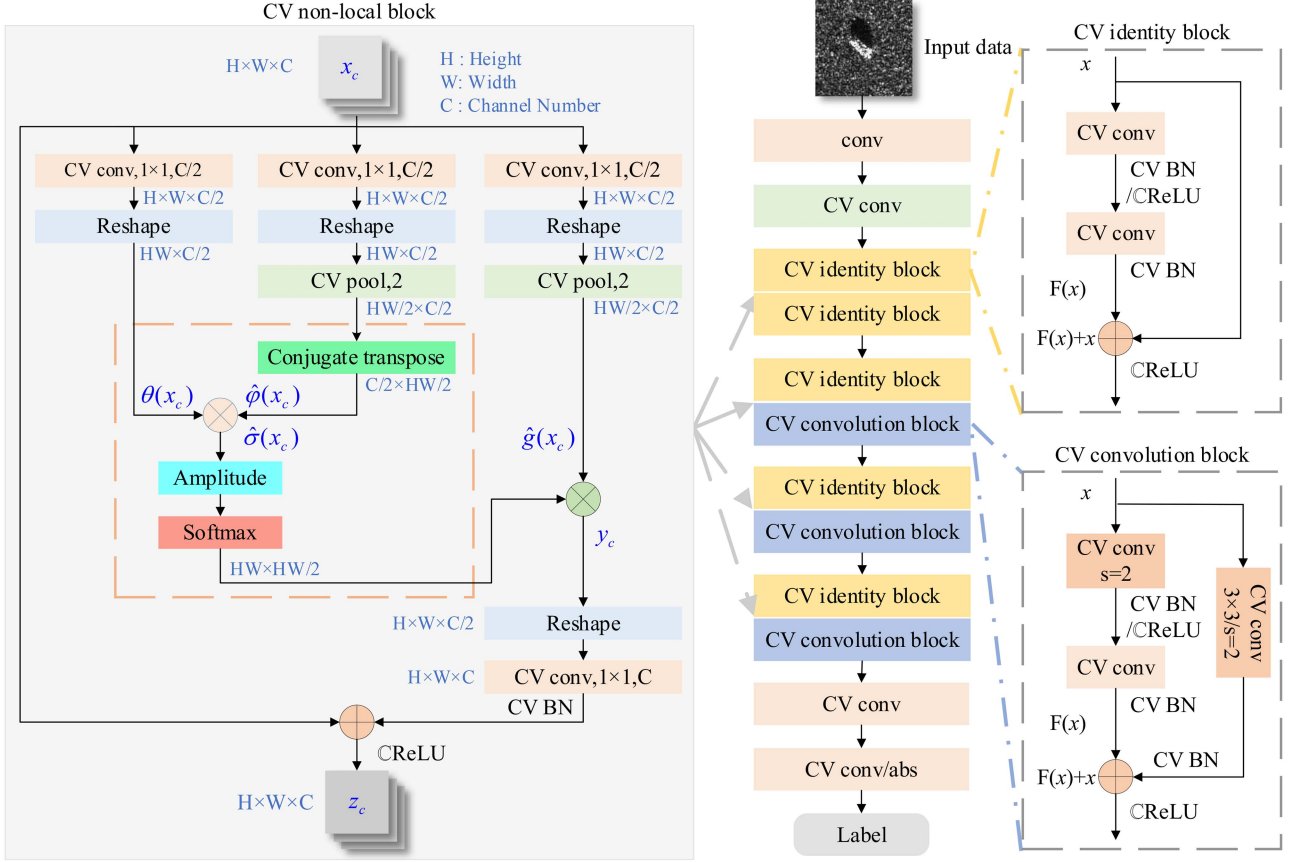 CV non-local block
H×W×C
x_c
H : Height
W: Width
C : Channel Number
CV conv,1×1,C/2
CV conv,1×1,C/2
CV conv,1×1,C/2
H×W×C/2
H×W×C/2
H×W×C/2
Reshape
Reshape
Reshape
HW×C/2
HW×C/2
HW×C/2
CV pool,2
CV pool,2
HW/2×C/2
HW/2×C/2
Conjugate transpose
C/2×HW/2
θ(x_c)
φ̂(x_c)
σ̂(x_c)
ĝ(x_c)
Amplitude
Softmax
HW×HW/2
y_c
H×W×C/2
Reshape
H×W×C
CV conv,1×1,C
CV BN
ℂReLU
H×W×C
z_c
Input data
conv
CV conv
CV identity block
CV identity block
CV identity block
CV convolution block
CV identity block
CV convolution block
CV identity block
CV convolution block
CV conv
CV conv/abs
Label
CV identity block
x
CV conv
CV BN
/ℂReLU
CV conv
CV BN
F(x)
F(x)+x
ℂReLU
CV convolution block
x
CV conv
s=2
CV conv
3×3/s=2
CV BN
/ℂReLU
CV conv
CV BN
F(x)
CV BN
F(x)+x
ℂReLU